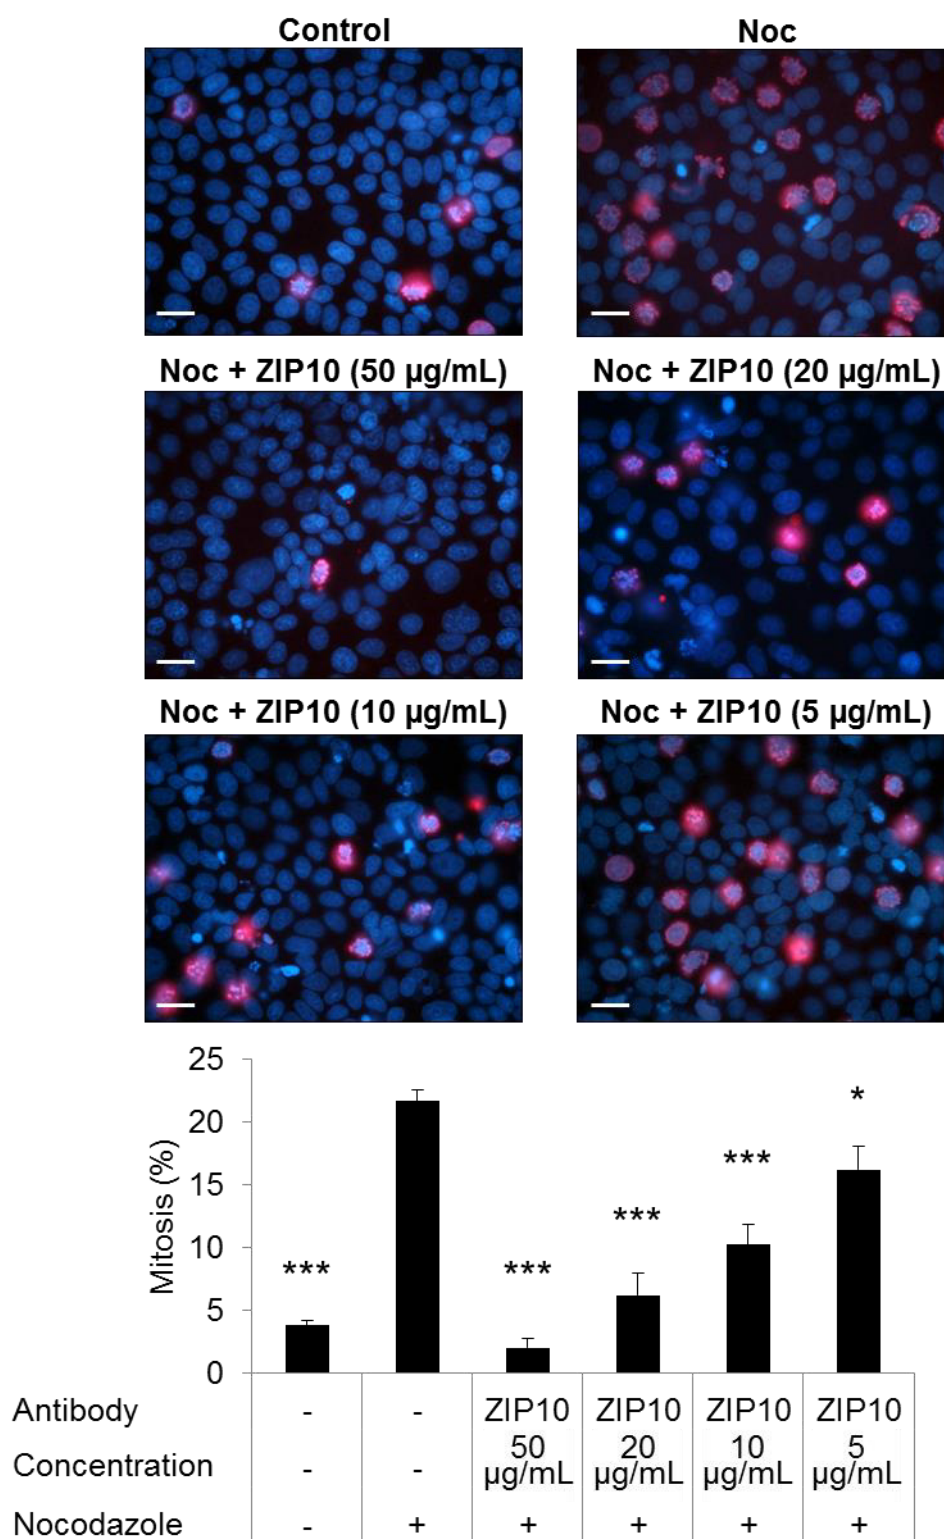 Control
Noc
Noc + ZIP10 (50 µg/mL)
Noc + ZIP10 (20 µg/mL)
Noc + ZIP10 (10 µg/mL)
Noc + ZIP10 (5 µg/mL)
25
20
15
10
5
0
Mitosis (%)
***
***
***
***
*
Antibody - - ZIP10 ZIP10 ZIP10 ZIP10
Concentration - - 50 µg/mL 20 µg/mL 10 µg/mL 5 µg/mL
Nocodazole - + + + + +